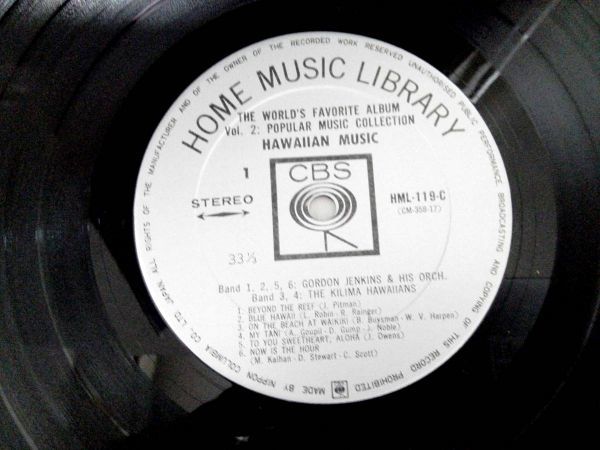 ALL RIGHTS OF THE MANUFACTURER AND OF THE OWNER OF THE RECORDED WORK RESERVED UNAUTHORISED PUBLIC PERFORMANCE BROADCASTING AND COPYING OF THIS RECORD PROHIBITED
HOME MUSIC LIBRARY
THE WORLD'S FAVORITE ALBUM
Vol. 2: POPULAR MUSIC COLLECTION
HAWAIIAN MUSIC
1
CBS
STEREO
HML-119-C
(CM-358-17)
33⅓
Band 1, 2, 5, 6: GORDON JENKINS & HIS ORCH.
Band 3, 4: THE KILIMA HAWAIIANS
1: BEYOND THE REEF (J. Pitman)
2: BLUE HAWAII (L. Robin - R. Rainger)
3: ON THE BEACH AT WAIKIKI (B. Buysman - W. V. Harpen)
4: MY TANI (A. Goupil - D. Gump - J. Noble)
5: TO YOU SWEETHEART, ALOHA (J. Owens)
6: NOW IS THE HOUR
(M. Kaihan - D. Stewart - C. Scott)
MADE BY NIPPON COLUMBIA CO., LTD. JAPAN